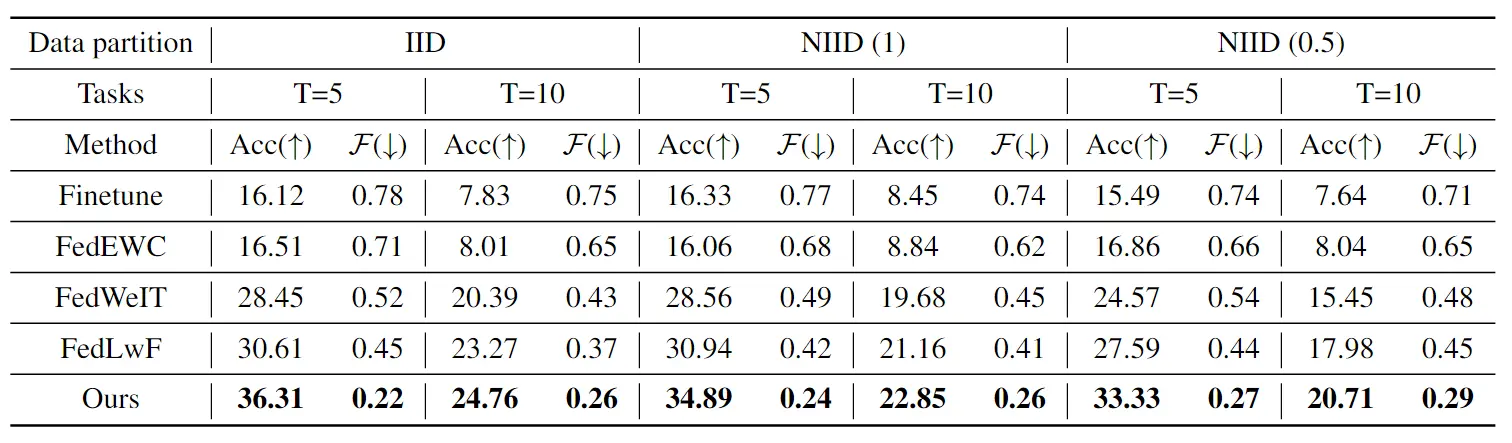 Data partition IID NIID (1) NIID (0.5)
Tasks T=5 T=10 T=5 T=10 T=5 T=10
Method Acc(↑) ℱ(↓) Acc(↑) ℱ(↓) Acc(↑) ℱ(↓) Acc(↑) ℱ(↓) Acc(↑) ℱ(↓) Acc(↑) ℱ(↓)
Finetune 16.12 0.78 7.83 0.75 16.33 0.77 8.45 0.74 15.49 0.74 7.64 0.71
FedEWC 16.51 0.71 8.01 0.65 16.06 0.68 8.84 0.62 16.86 0.66 8.04 0.65
FedWeIT 28.45 0.52 20.39 0.43 28.56 0.49 19.68 0.45 24.57 0.54 15.45 0.48
FedLwF 30.61 0.45 23.27 0.37 30.94 0.42 21.16 0.41 27.59 0.44 17.98 0.45
Ours 36.31 0.22 24.76 0.26 34.89 0.24 22.85 0.26 33.33 0.27 20.71 0.29